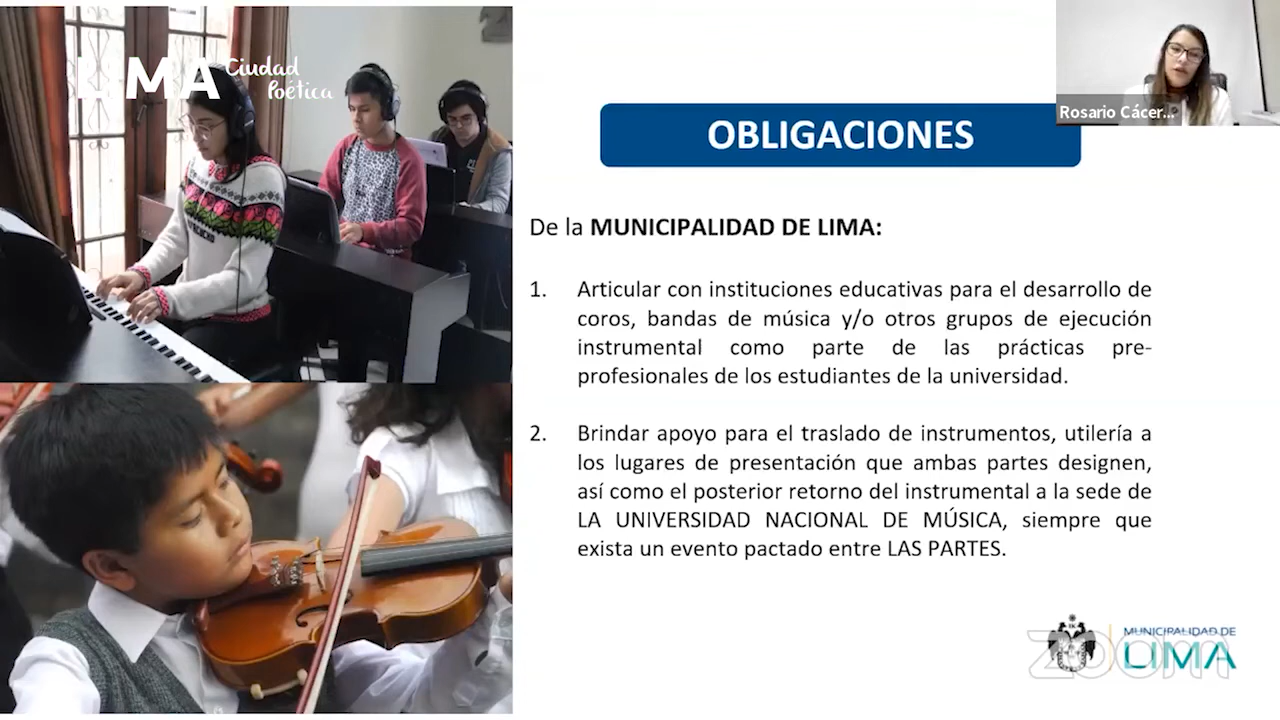 LIMA Ciudad Poética
Rosario Cácer...
OBLIGACIONES
De la MUNICIPALIDAD DE LIMA:
1. Articular con instituciones educativas para el desarrollo de
coros, bandas de música y/o otros grupos de ejecución
instrumental como parte de las prácticas pre-
profesionales de los estudiantes de la universidad.
2. Brindar apoyo para el traslado de instrumentos, utilería a
los lugares de presentación que ambas partes designen,
así como el posterior retorno del instrumental a la sede de
LA UNIVERSIDAD NACIONAL DE MÚSICA, siempre que
exista un evento pactado entre LAS PARTES.
MUNICIPALIDAD DE
LIMA
zoom